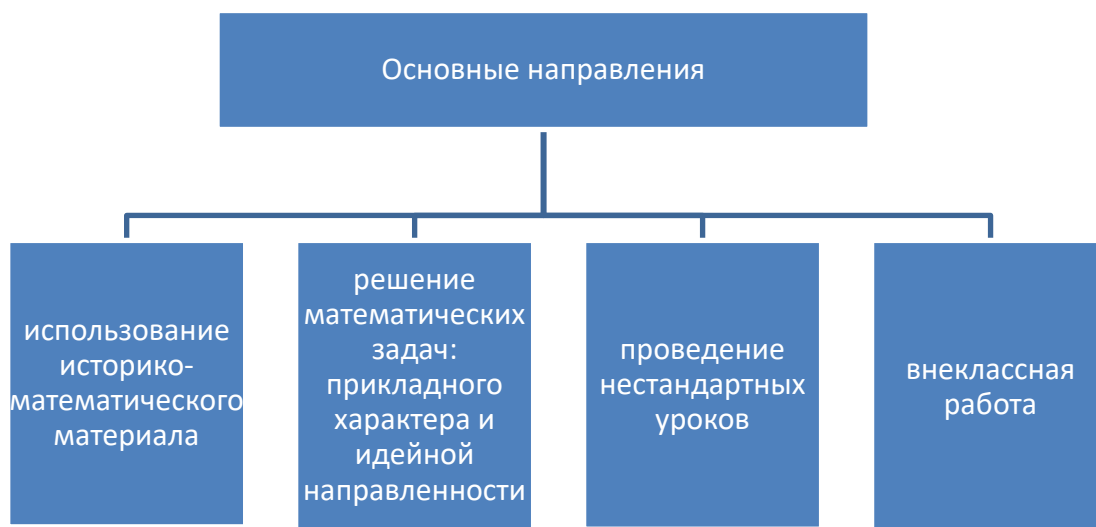 Основные направления
использование
историко-
математического
материала
решение
математических
задач:
прикладного
характера и
идейной
направленности
проведение
нестандартных
уроков
внеклассная
работа